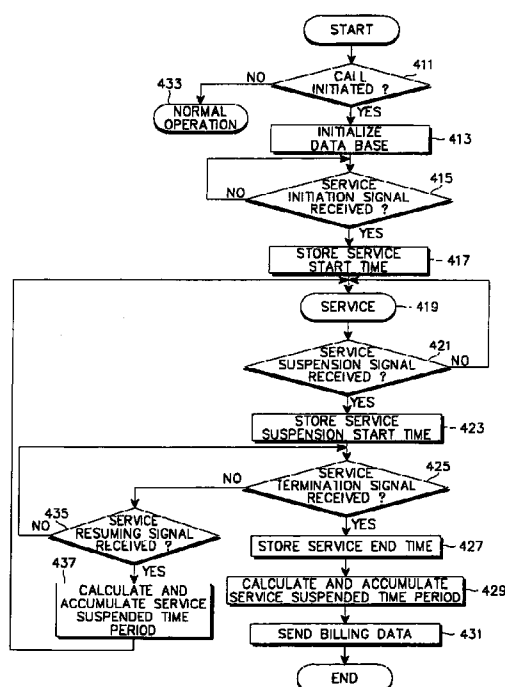 START
CALL
INITIATED ?
411
NO
433
NORMAL
OPERATION
YES
INITIALIZE
DATA BASE
413
SERVICE
INITIATION SIGNAL
RECEIVED ?
415
NO
YES
STORE SERVICE
START TIME
417
SERVICE
419
SERVICE
SUSPENSION SIGNAL
RECEIVED ?
421
NO
YES
STORE SERVICE
SUSPENSION START TIME
423
SERVICE
TERMINATION SIGNAL
RECEIVED ?
425
NO
YES
435
SERVICE
RESUMING SIGNAL
RECEIVED ?
NO
YES
STORE SERVICE END TIME
427
437
CALCULATE AND
ACCUMULATE SERVICE
SUSPENDED TIME
PERIOD
CALCULATE AND ACCUMULATE
SERVICE SUSPENDED TIME PERIOD
429
SEND BILLING DATA
431
END